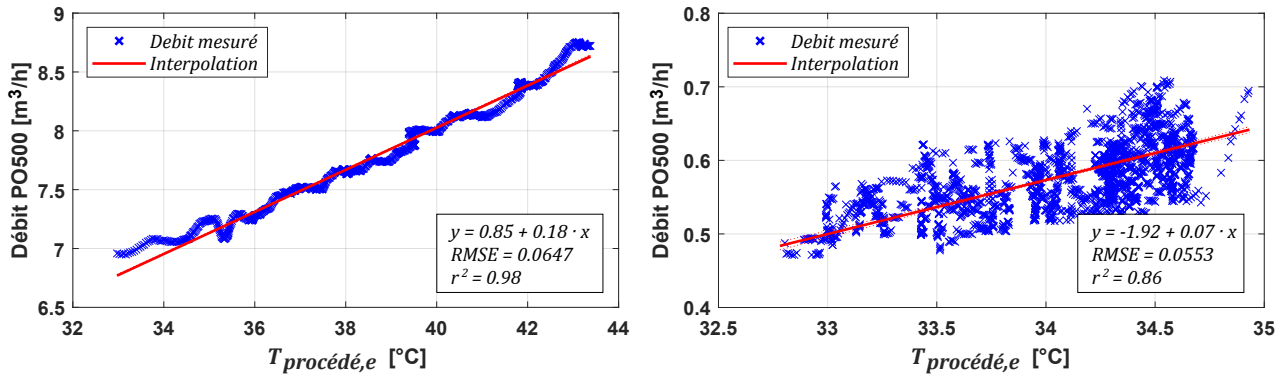 9
8.5
8
7.5
7
6.5
Débit PO500 [m³/h]
Debit mesuré
Interpolation
y = 0.85 + 0.18 · x
RMSE = 0.0647
r² = 0.98
32 34 36 38 40 42 44
T procédé,e [°C]
0.8
0.7
0.6
0.5
0.4
Débit PO500 [m³/h]
Debit mesuré
Interpolation
y = -1.92 + 0.07 · x
RMSE = 0.0553
r² = 0.86
32.5 33 33.5 34 34.5 35
T procédé,e [°C]